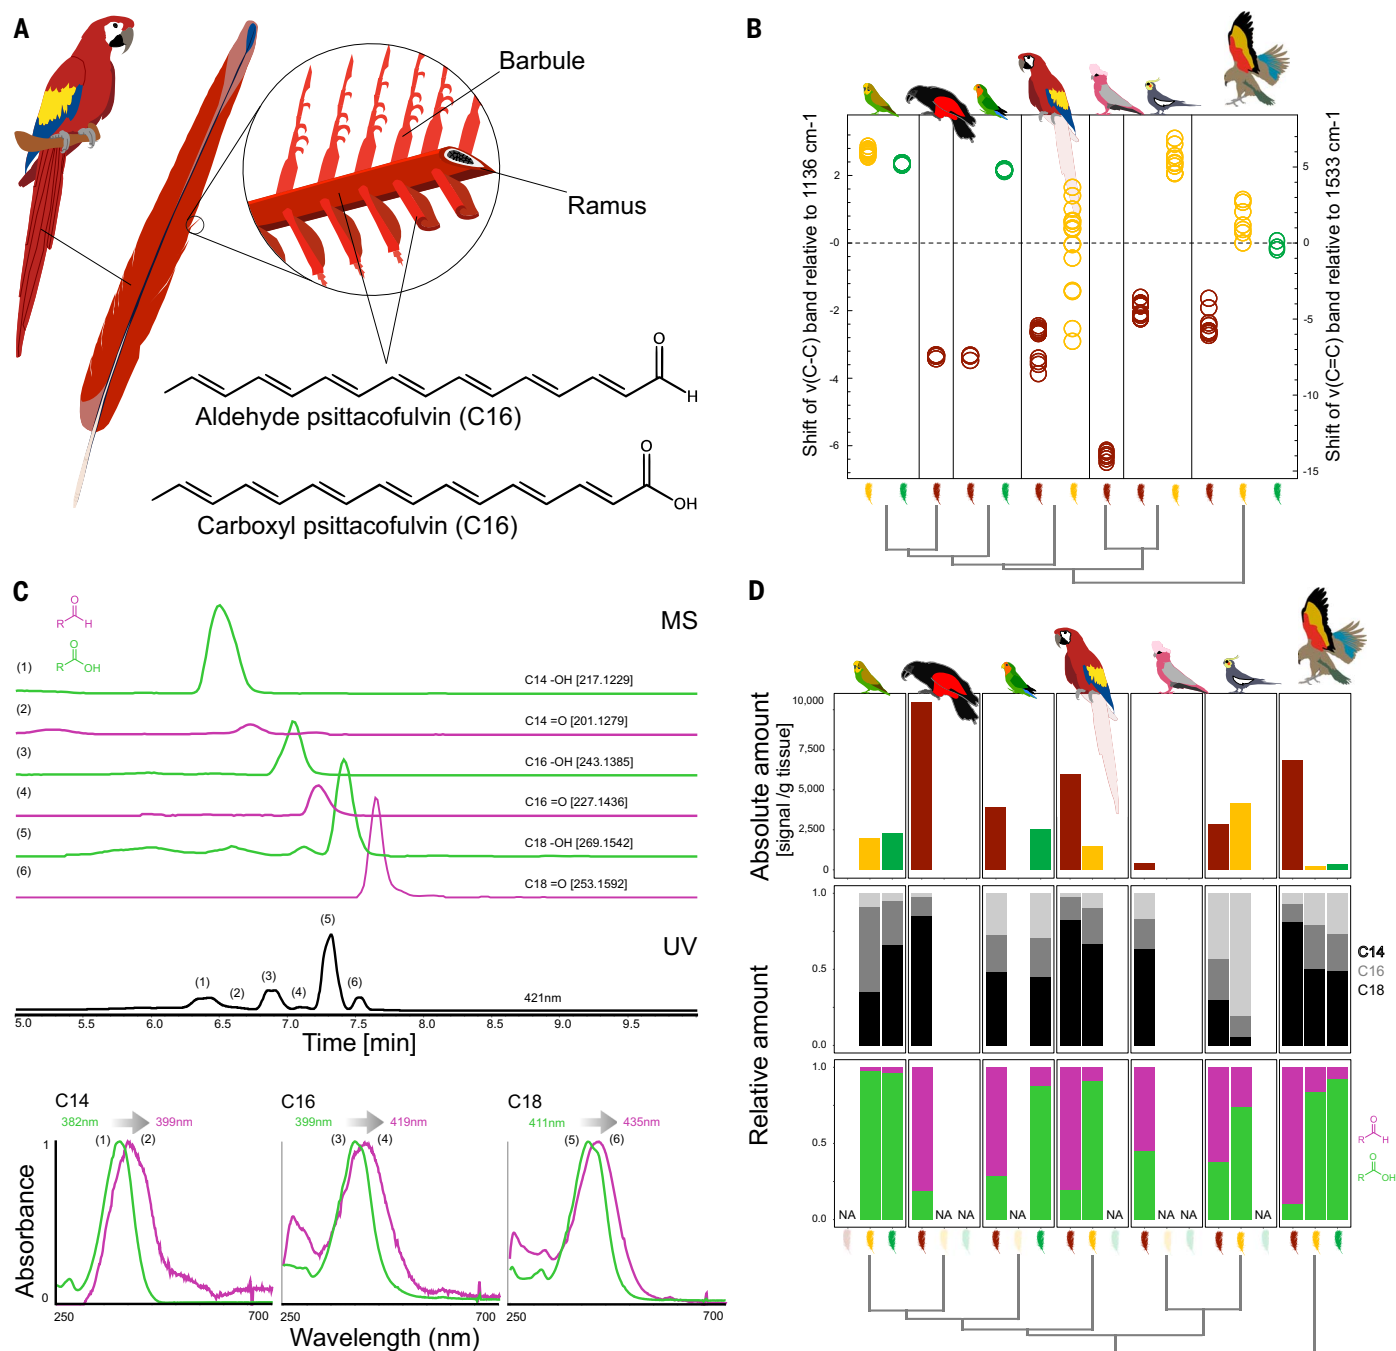 A
Barbule
Ramus
O
H
Aldehyde psittacofulvin (C16)
O
OH
Carboxyl psittacofulvin (C16)
B
Shift of v(C-C) band relative to 1136 cm-1
2
-0
-2
-4
-6
5
0
-5
-10
-15
Shift of v(C=C) band relative to 1533 cm-1
C
O
R H
O
R OH
MS
(1)
C14 -OH [217.1229]
(2)
C14 =O [201.1279]
(3)
C16 -OH [243.1385]
(4)
C16 =O [227.1436]
(5)
C18 -OH [269.1542]
(6)
C18 =O [253.1592]
UV
(1) (2) (3) (4) (5) (6)
421nm
5.0 5.5 6.0 6.5 7.0 7.5 8.0 8.5 9.0 9.5
Time [min]
C14
382nm 399nm
(1) (2)
C16
399nm 419nm
(3) (4)
C18
411nm 435nm
(5) (6)
Absorbance
1
0
250 700 250 700 250 700
Wavelength (nm)
D
Absolute amount
[signal /g tissue]
10,000
7,500
5,000
2,500
0
Relative amount
1.0
0.5
0.0
C14
C16
C18
1.0
0.5
0.0
NA NA NA NA NA NA NA NA
O
R H
O
R OH